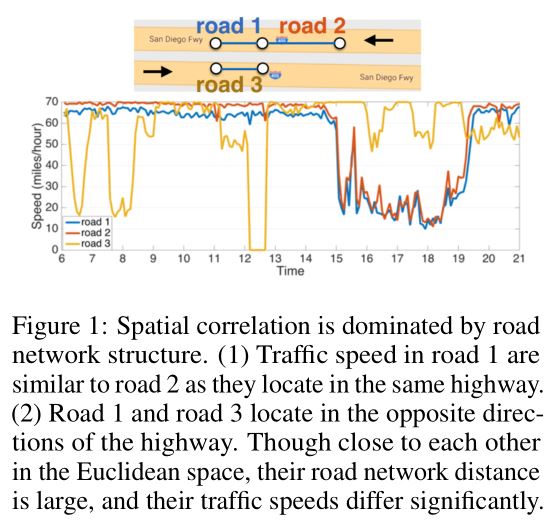 road 1 road 2
San Diego Fwy
road 3
San Diego Fwy
70
60
50
40
30
20
10
0
Speed (miles/hour)
road 1
road 2
road 3
6 7 8 9 10 11 12 13 14 15 16 17 18 19 20 21
Time
Figure 1: Spatial correlation is dominated by road
network structure. (1) Traffic speed in road 1 are
similar to road 2 as they locate in the same highway.
(2) Road 1 and road 3 locate in the opposite direc-
tions of the highway. Though close to each other
in the Euclidean space, their road network distance
is large, and their traffic speeds differ significantly.